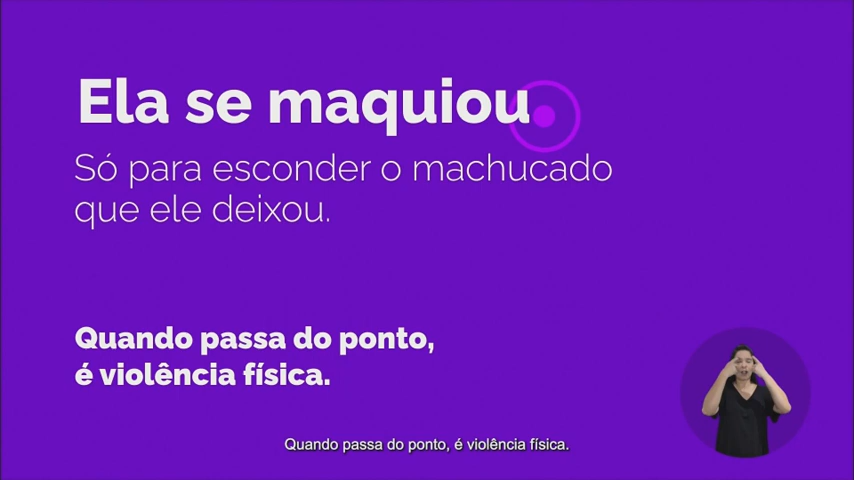 Ela se maquiou.
Só para esconder o machucado
que ele deixou.
Quando passa do ponto,
é violência física.
Quando passa do ponto, é violência física.